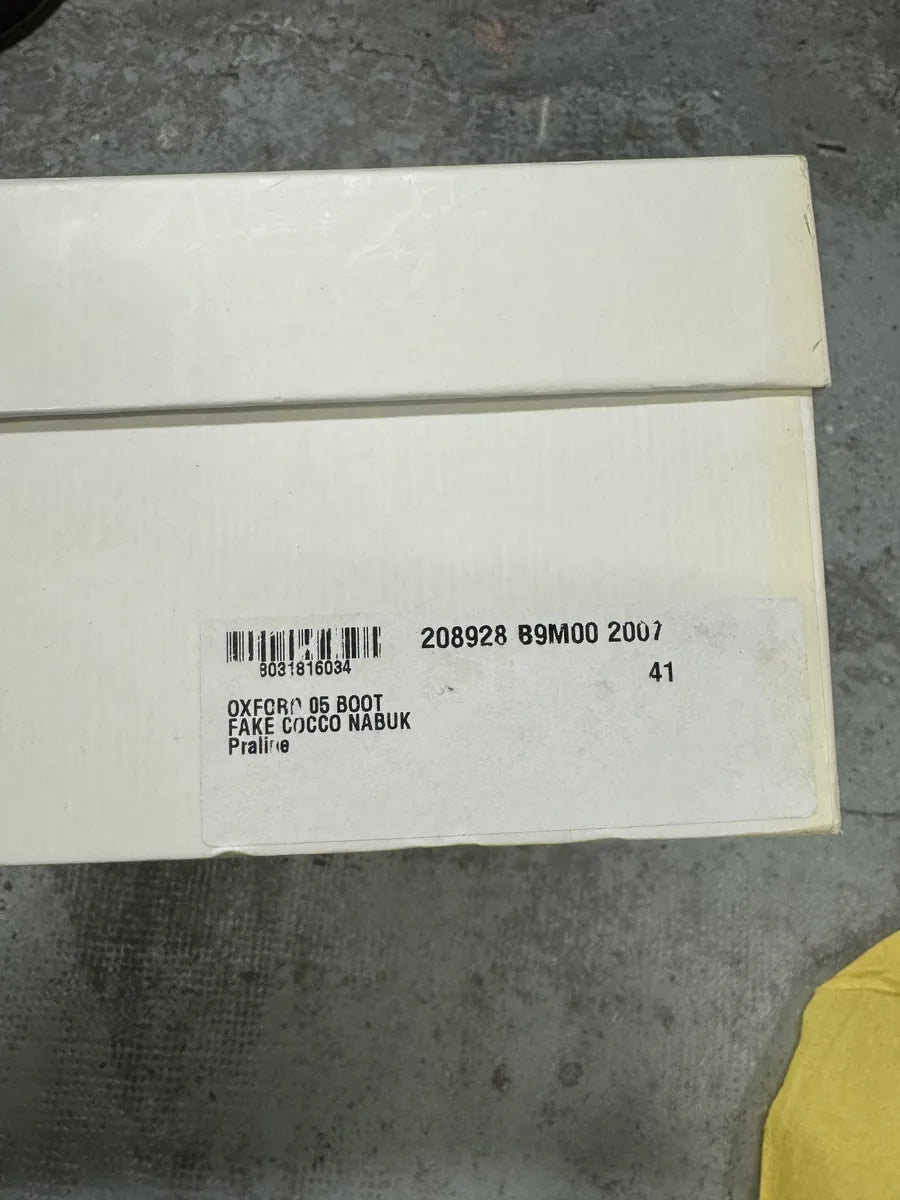 208928 B9M00 2007
8031816034
41
OXFORD 05 BOOT
FAKE COCCO NABUK
Praline